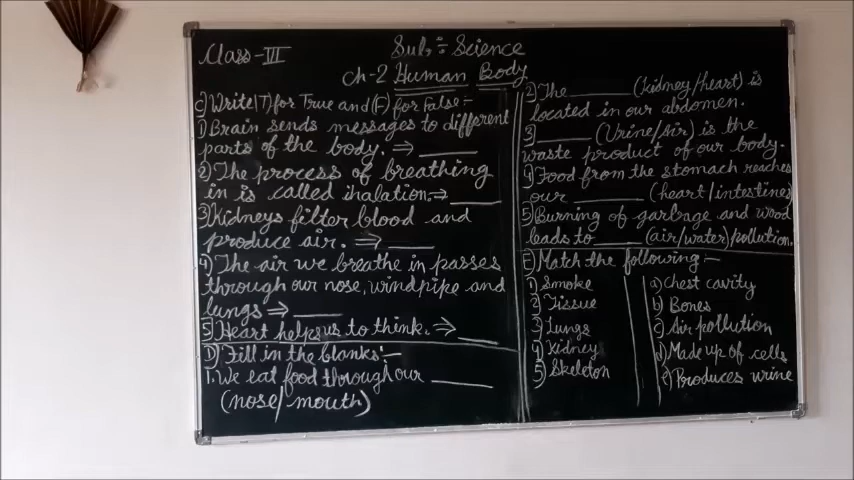 Class-III
Sub:- Science
Ch-2 Human Body
C) Write (T) for True and (F) for False:-
1) Brain sends messages to different
parts of the body. ⇒ ______
2) The process of breathing
in is called inhalation.⇒ _____
3) Kidneys filter blood and
produce air. ⇒ _____
4) The air we breathe in passes
through our nose, windpipe and
lungs ⇒ _____
5) Heart helps us to think. ⇒ _____
D) Fill in the blanks:-
1. We eat food through our ______
(nose/mouth)
2) The ______ (kidney/heart) is
located in our abdomen.
3) ______ (Urine/air) is the
waste product of our body.
4) Food from the stomach reaches
our ______ (heart/intestines)
5) Burning of garbage and wood
leads to _____ (air/water) pollution.
E) Match the following:-
1) Smoke
2) Tissue
3) Lungs
4) Kidney
5) Skeleton
a) Chest cavity
b) Bones
c) Air pollution
d) Made up of cells
e) Produces urine